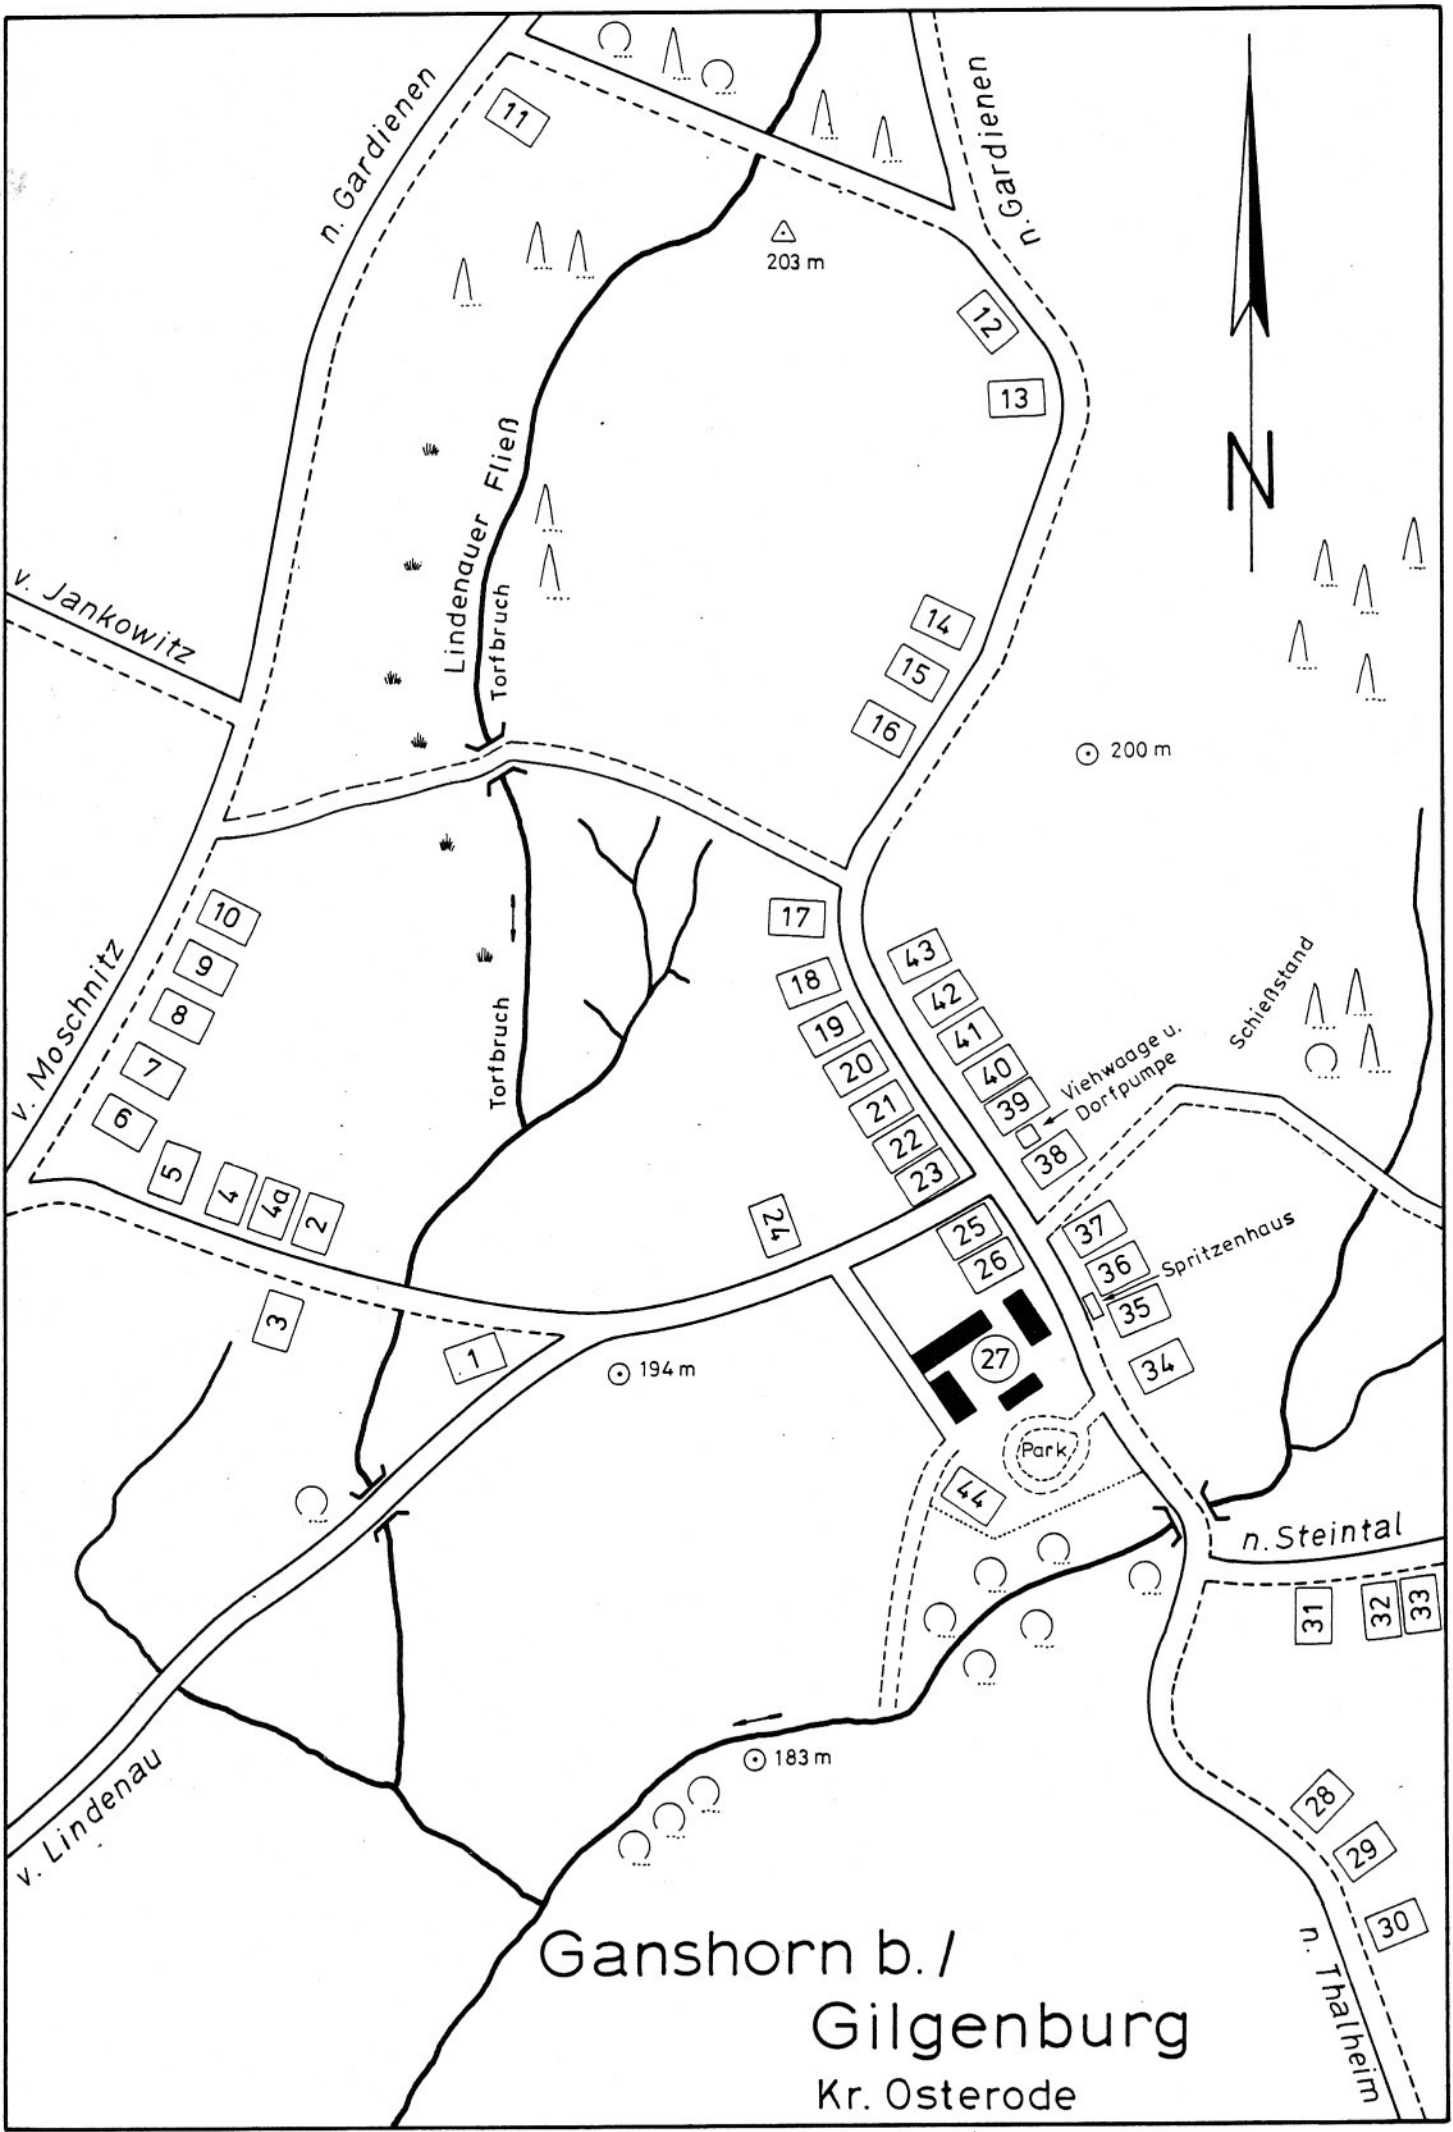 n. Gardienen
n. Gardienen
11
203 m
12
13
N
Lindenauer Fließ
Torfbruch
v. Jankowitz
14
15
16
200 m
10
9
8
7
6
v. Moschnitz
17
18
19
20
21
22
23
43
42
41
40
39
38
Schießstand
Viehwaage u.
Dorfpumpe
Torfbruch
5
4
4a
2
3
1
24
25
26
27
37
36
35
34
Spritzenhaus
194 m
Park
44
n. Steintal
31
32
33
183 m
v. Lindenau
28
29
30
n. Thalheim
Ganshorn b./
Gilgenburg
Kr. Osterode